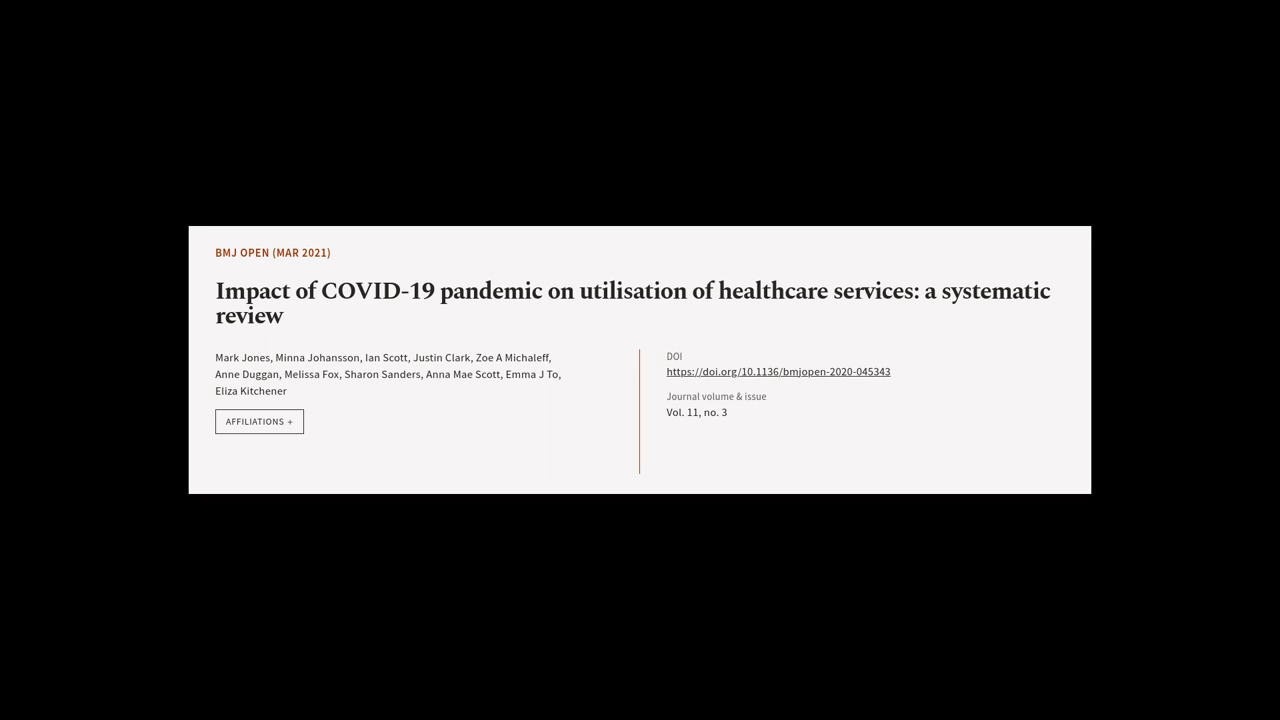 BMJ OPEN (MAR 2021)
Impact of COVID-19 pandemic on utilisation of healthcare services: a systematic
review
Mark Jones, Minna Johansson, Ian Scott, Justin Clark, Zoe A Michaleff,
Anne Duggan, Melissa Fox, Sharon Sanders, Anna Mae Scott, Emma J To,
Eliza Kitchener
AFFILIATIONS +
DOI
https://doi.org/10.1136/bmjopen-2020-045343
Journal volume & issue
Vol. 11, no. 3